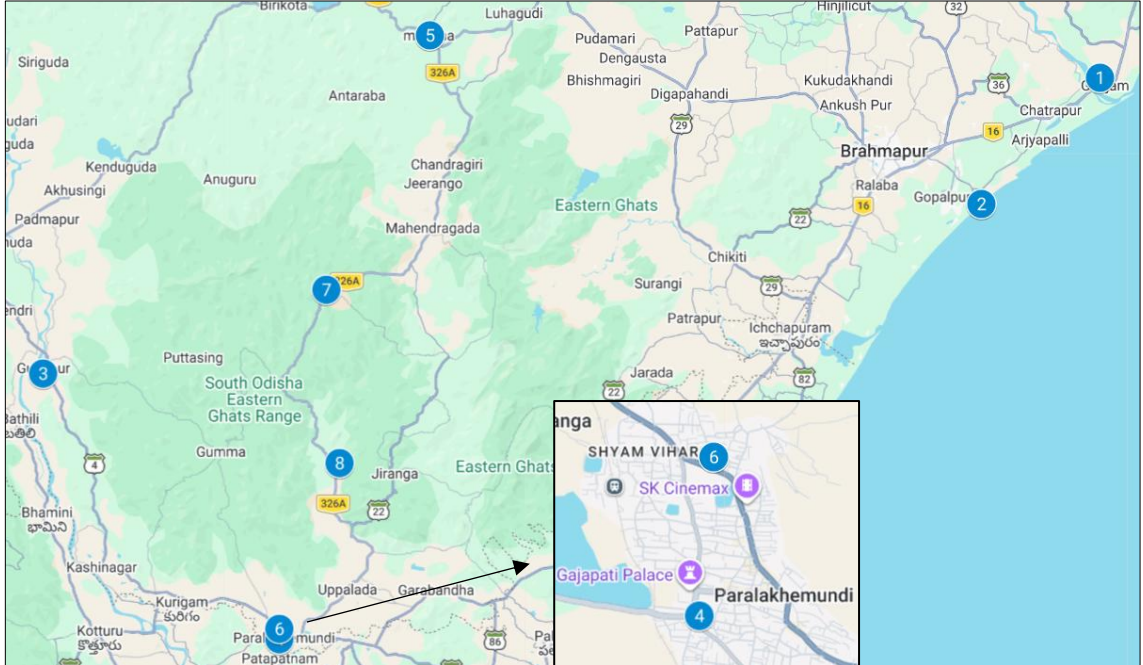 Birikota
Luhagudi
Hinjilicut
32
5
326A
Siriguda
Pudamari
Pattapur
Dengausta
Bhishmagiri
Kukudakhandi
1
36
Antaraba
Digapahandi
Ankush Pur
Chatrapur
29
16
Arjyapalli
Brahmapur
Kenduguda
Chandragiri
Jeerango
Anuguru
Akhusingi
Eastern Ghats
Ralaba
Gopalpur
2
16
Padmapur
22
Mahendragada
Chikiti
7
326A
Surangi
29
Patrapur
Ichchapuram
ఇచ్ఛాపురం
Puttasing
3
Jarada
South Odisha
Eastern
Ghats Range
22
82
Gumma
4
8
Jiranga
Eastern Ghats
326A
22
Bhamini
భామిని
Kashinagar
Uppalada
Garabandha
Kurigam
కురిగం
6
Kotturu
కొత్తూరు
86
Patapatnam
SHYAM VIHAR
6
SK Cinemax
Gajapati Palace
Paralakhemundi
4